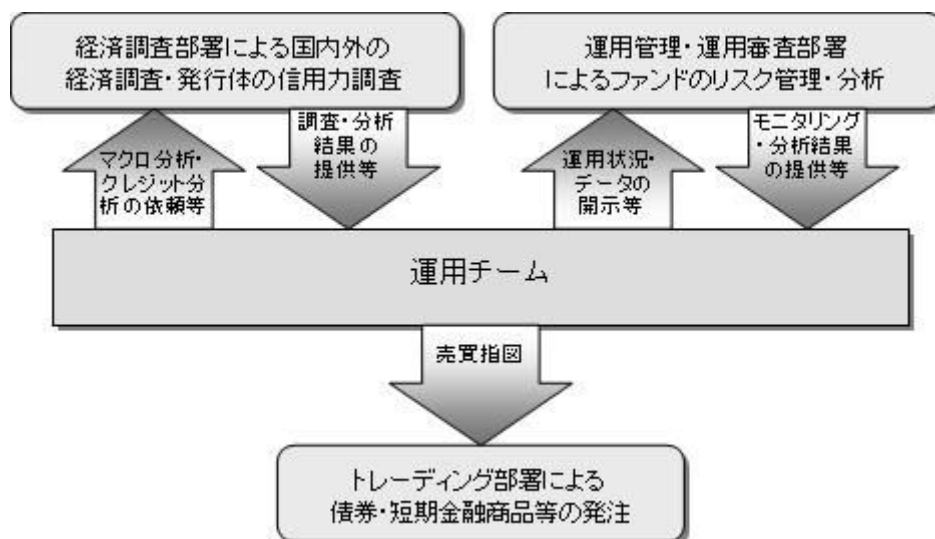 経済調査部署による国内外の
経済調査・発行体の信用力調査
運用管理・運用審査部署
によるファンドのリスク管理・分析
マクロ分析・
クレジット分
析の依頼等
調査・分析
結果の
提供等
運用状況・
データの
開示等
モニタリング
・分析結果
の提供等
運用チーム
売買指図
トレーディング部署による
債券・短期金融商品等の発注